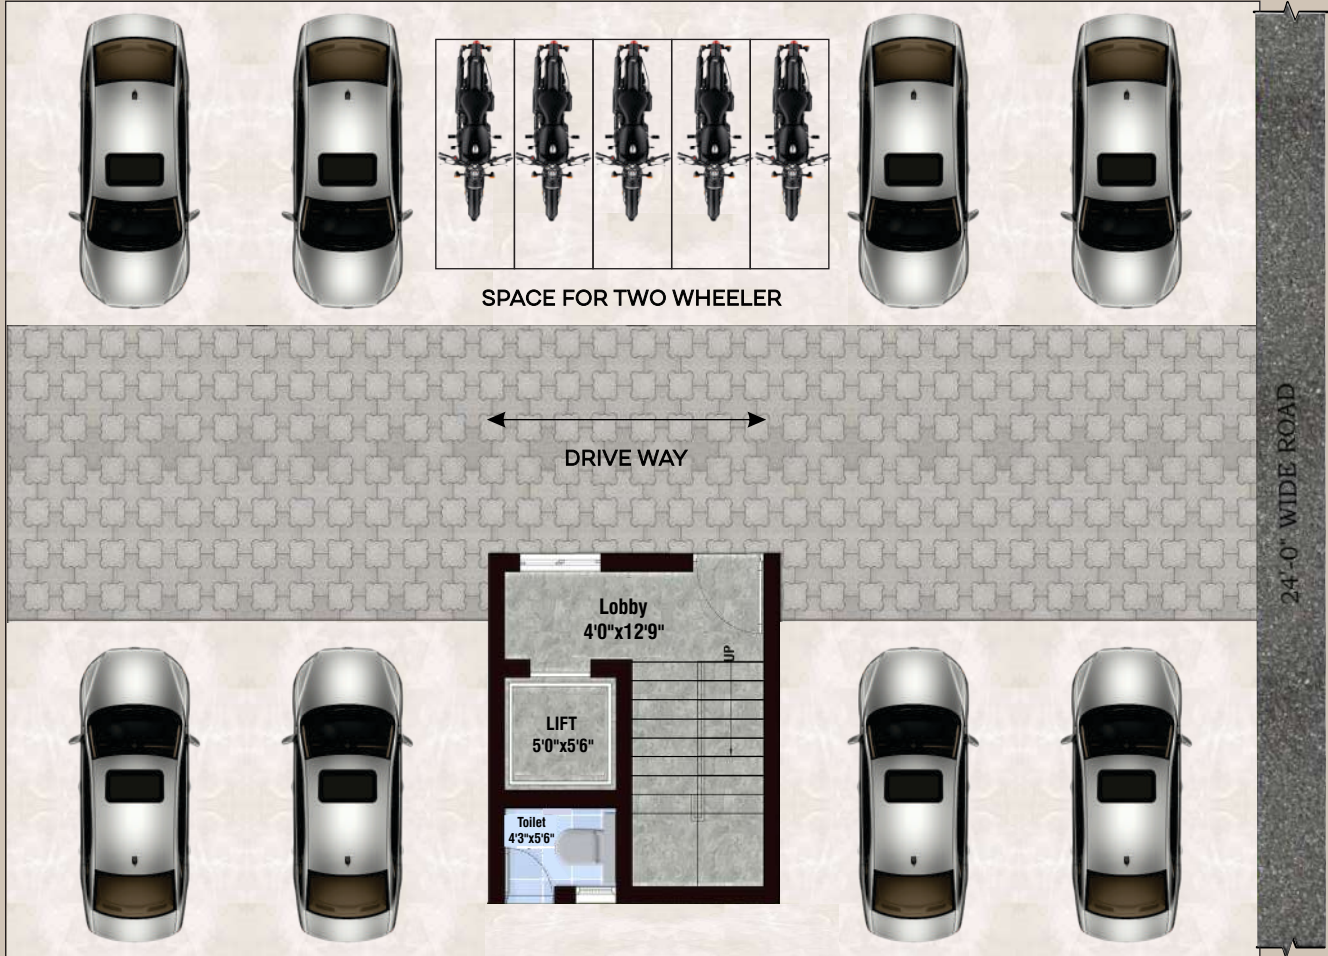 SPACE FOR TWO WHEELER
DRIVE WAY
24'-0" WIDE ROAD
Lobby
4'0"x12'9"
UP
LIFT
5'0"x5'6"
Toilet
4'3"x5'6"